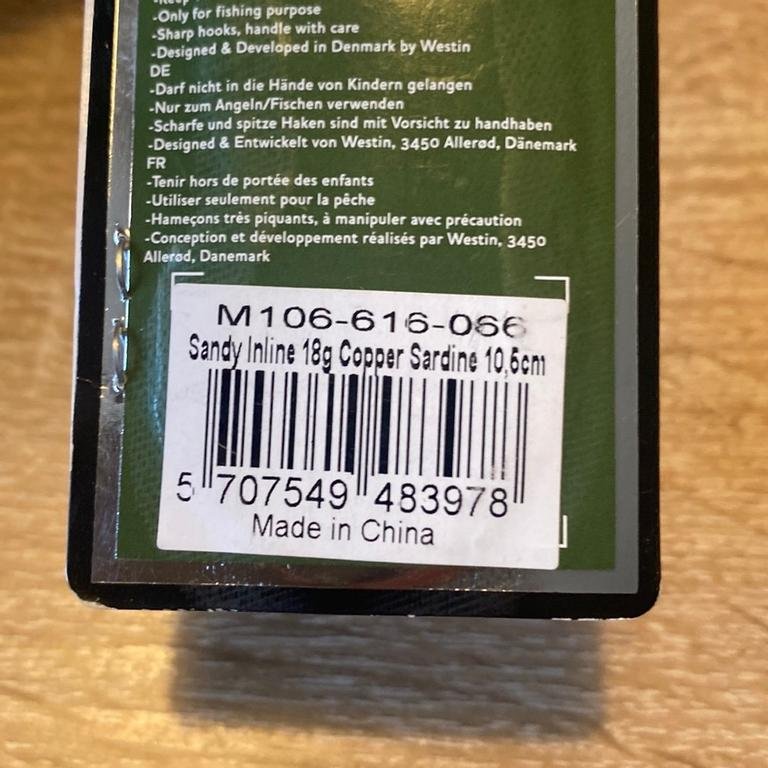 -Only for fishing purpose
-Sharp hooks, handle with care
-Designed & Developed in Denmark by Westin
DE
-Darf nicht in die Hände von Kindern gelangen
-Nur zum Angeln/Fischen verwenden
-Scharfe und spitze Haken sind mit Vorsicht zu handhaben
-Designed & Entwickelt von Westin, 3450 Allerød, Dänemark
FR
-Tenir hors de portée des enfants
-Utiliser seulement pour la pêche
-Hameçons très piquants, à manipuler avec précaution
-Conception et développement réalisés par Westin, 3450
Allerød, Danemark
M106-616-066
Sandy Inline 18g Copper Sardine 10,5cm
5 707549 483978
Made in China